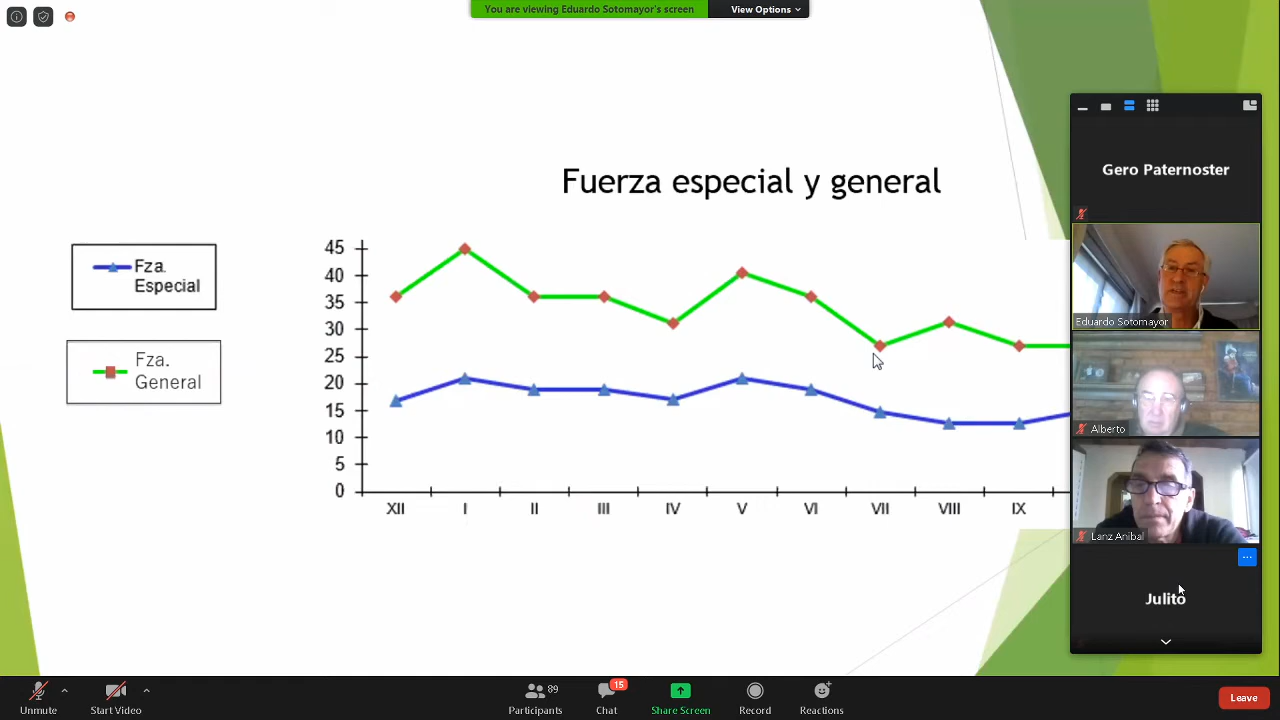 You are viewing Eduardo Sotomayor's screen
View Options
Fuerza especial y general
Fza.
Especial
Fza.
General
45
40
35
30
25
20
15
10
5
0
XII I II III IV V VI VII VIII IX
Gero Paternoster
Eduardo Sotomayor
Alberto
Lanz Anibal
Julito
Unmute
Start Video
89
Participants
15
Chat
Share Screen
Record
Reactions
Leave